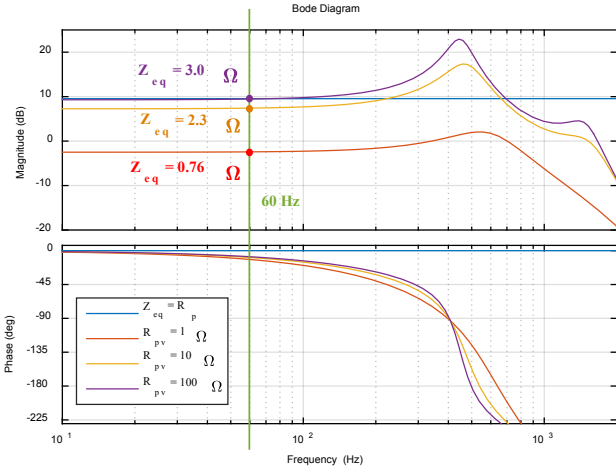 Bode Diagram
Magnitude (dB)
20
10
0
-10
-20
Z eq = 3.0 Ω
Z eq = 2.3 Ω
Z eq = 0.76 Ω
60 Hz
Phase (deg)
0
-45
-90
-135
-180
-225
Z eq = R p
R pv = 1 Ω
R pv = 10 Ω
R pv = 100 Ω
10 1
10 2
10 3
Frequency (Hz)